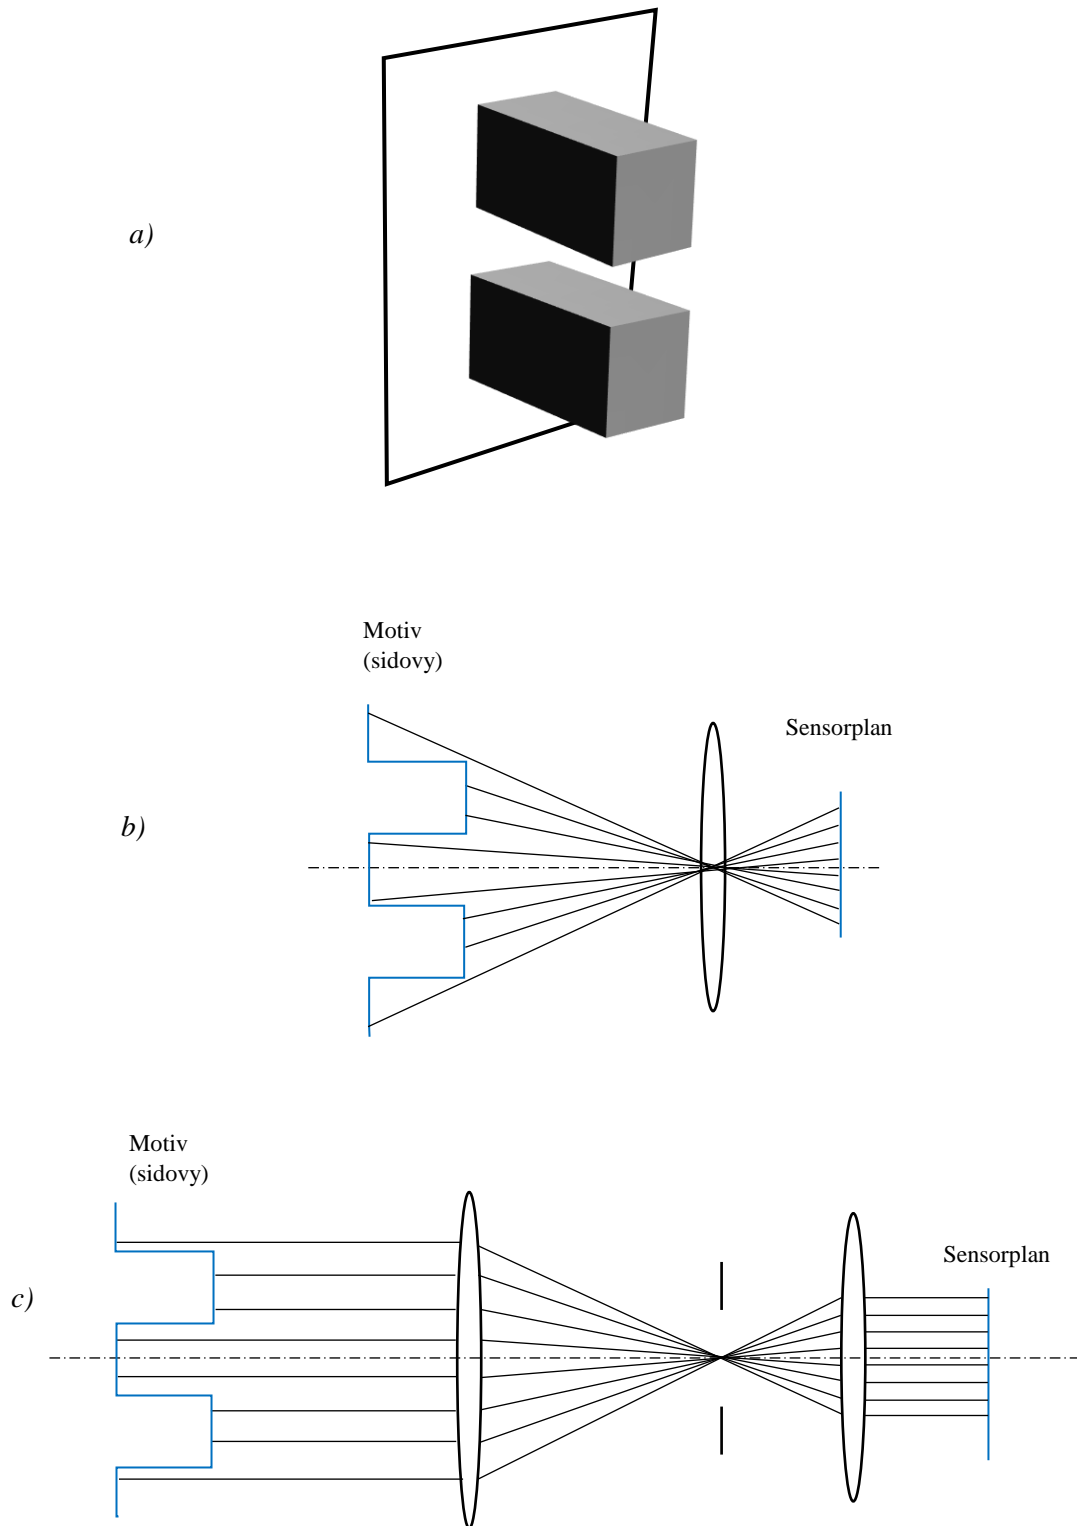 a)
Motiv
(sidovy)
Sensorplan
b)
Motiv
(sidovy)
Sensorplan
c)